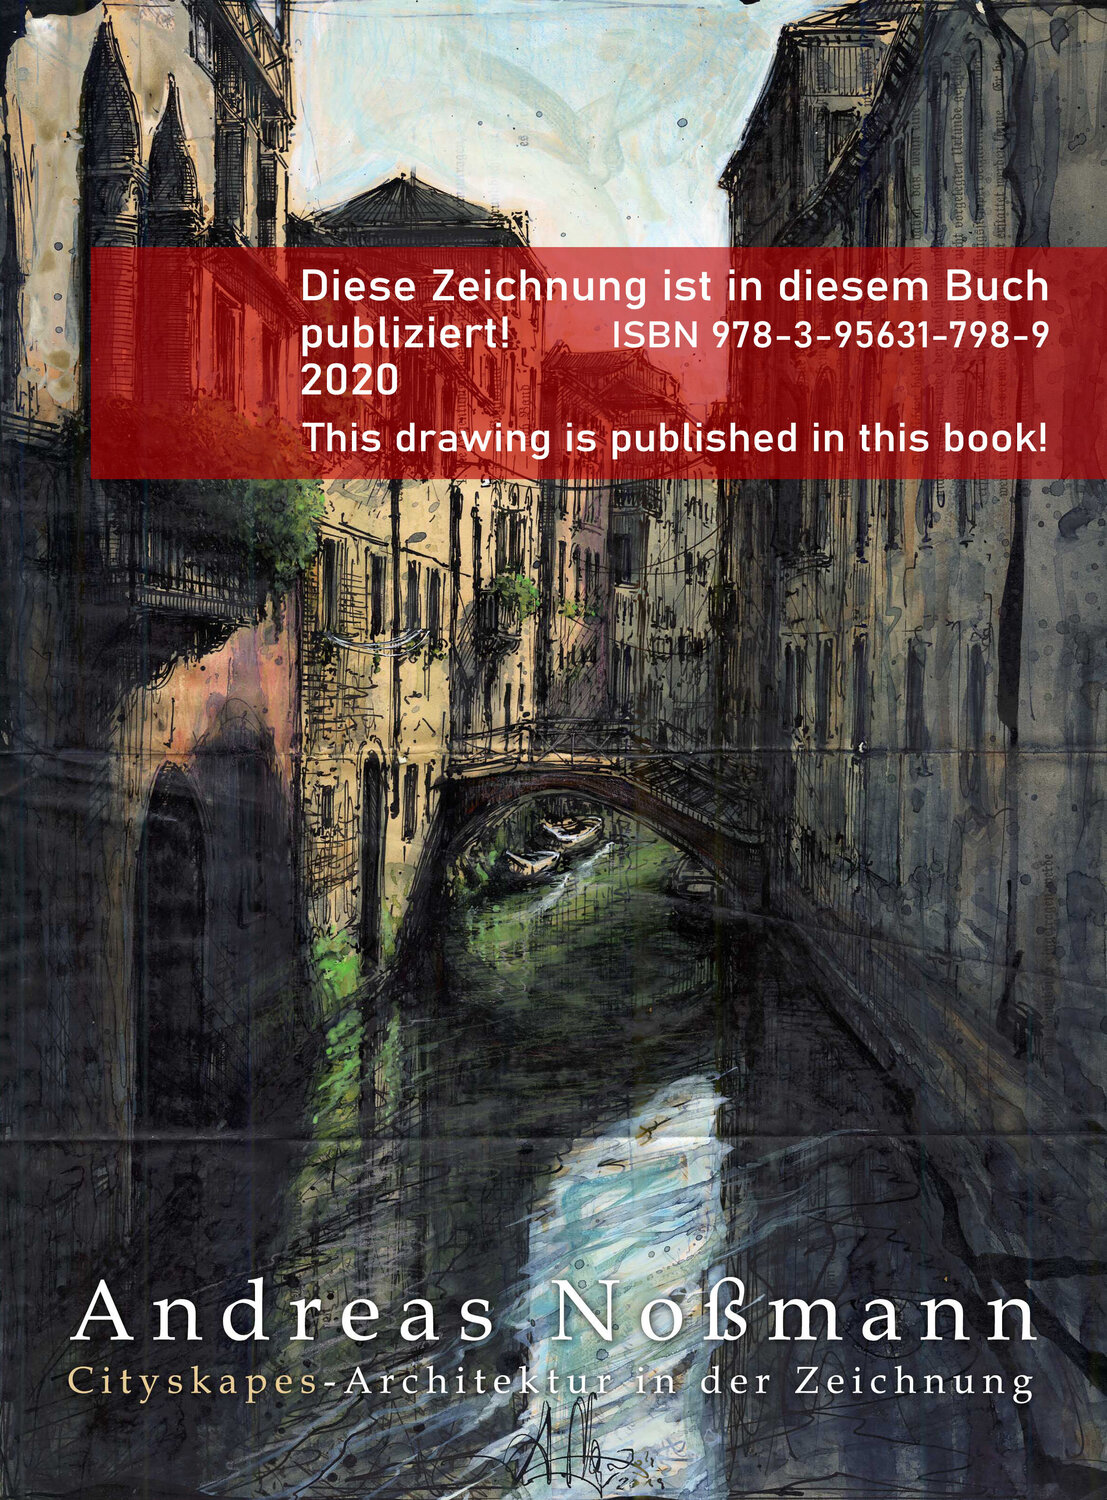 Diese Zeichnung ist in diesem Buch
publiziert! ISBN 978-3-95631-798-9
2020
This drawing is published in this book!
Andreas Noßmann
Cityskapes-Architektur in der Zeichnung